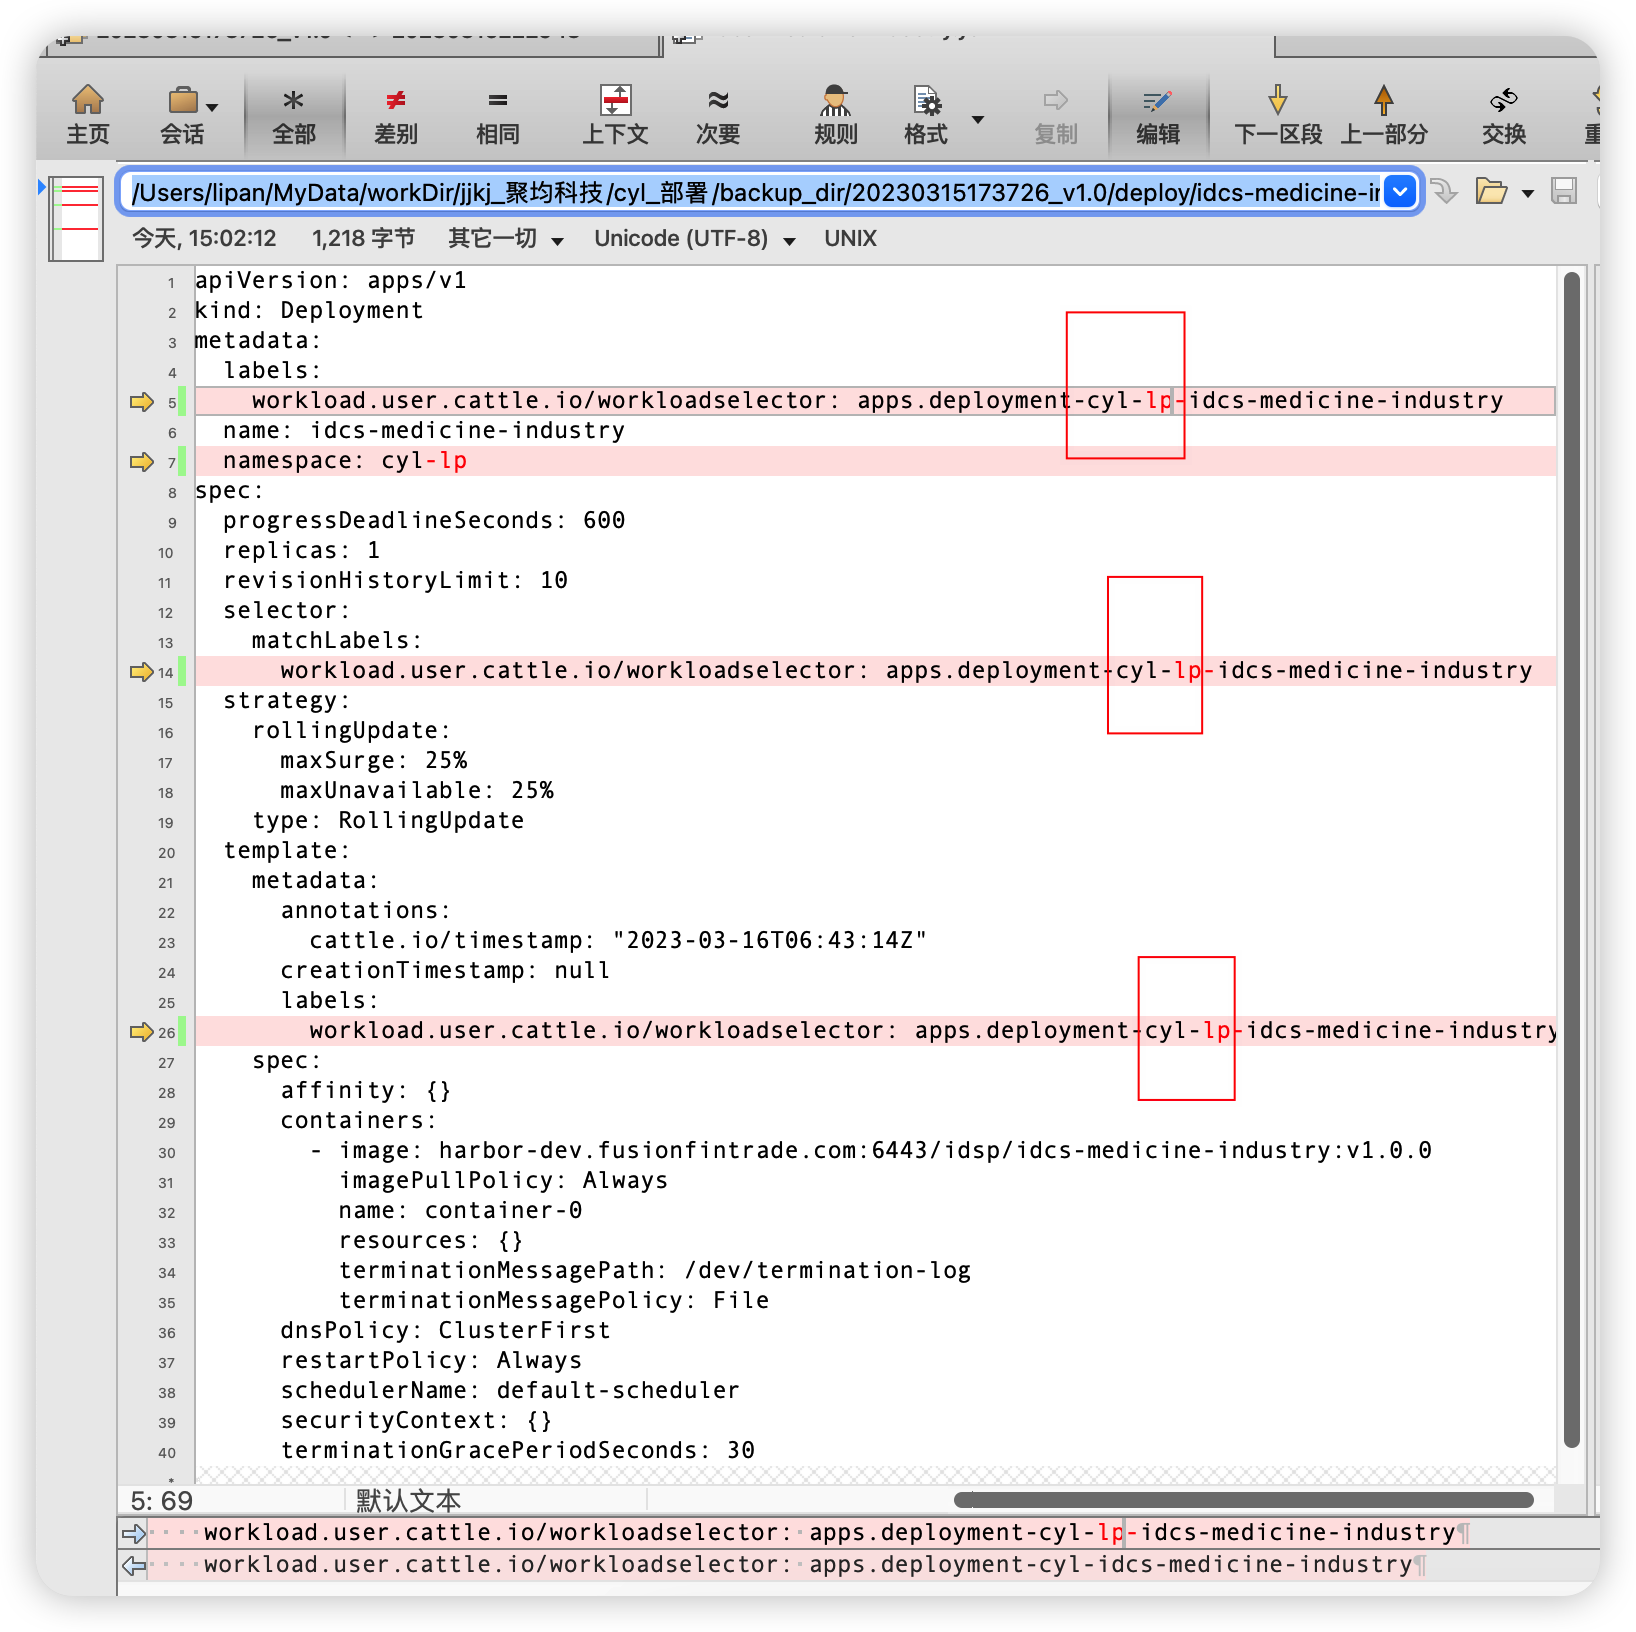 主页 会话 全部 差别 相同 上下文 次要 规则 格式 复制 编辑 下一区段 上一部分 交换
/Users/lipan/MyData/workDir/jjkj_聚均科技/cyl_部署/backup_dir/20230315173726_v1.0/deploy/idcs-medicine-i
今天, 15:02:12 1,218 字节 其它一切 Unicode (UTF-8) UNIX
1 apiVersion: apps/v1
2 kind: Deployment
3 metadata:
4 labels:
5 workload.user.cattle.io/workloadselector: apps.deployment-cyl-lp-idcs-medicine-industry
6 name: idcs-medicine-industry
7 namespace: cyl-lp
8 spec:
9 progressDeadlineSeconds: 600
10 replicas: 1
11 revisionHistoryLimit: 10
12 selector:
13 matchLabels:
14 workload.user.cattle.io/workloadselector: apps.deployment-cyl-lp-idcs-medicine-industry
15 strategy:
16 rollingUpdate:
17 maxSurge: 25%
18 maxUnavailable: 25%
19 type: RollingUpdate
20 template:
21 metadata:
22 annotations:
23 cattle.io/timestamp: "2023-03-16T06:43:14Z"
24 creationTimestamp: null
25 labels:
26 workload.user.cattle.io/workloadselector: apps.deployment-cyl-lp-idcs-medicine-industry
27 spec:
28 affinity: {}
29 containers:
30 - image: harbor-dev.fusionfintrade.com:6443/idsp/idcs-medicine-industry:v1.0.0
31 imagePullPolicy: Always
32 name: container-0
33 resources: {}
34 terminationMessagePath: /dev/termination-log
35 terminationMessagePolicy: File
36 dnsPolicy: ClusterFirst
37 restartPolicy: Always
38 schedulerName: default-scheduler
39 securityContext: {}
40 terminationGracePeriodSeconds: 30
5: 69 默认文本
workload.user.cattle.io/workloadselector: apps.deployment-cyl-lp-idcs-medicine-industry¶
workload.user.cattle.io/workloadselector: apps.deployment-cyl-idcs-medicine-industry¶